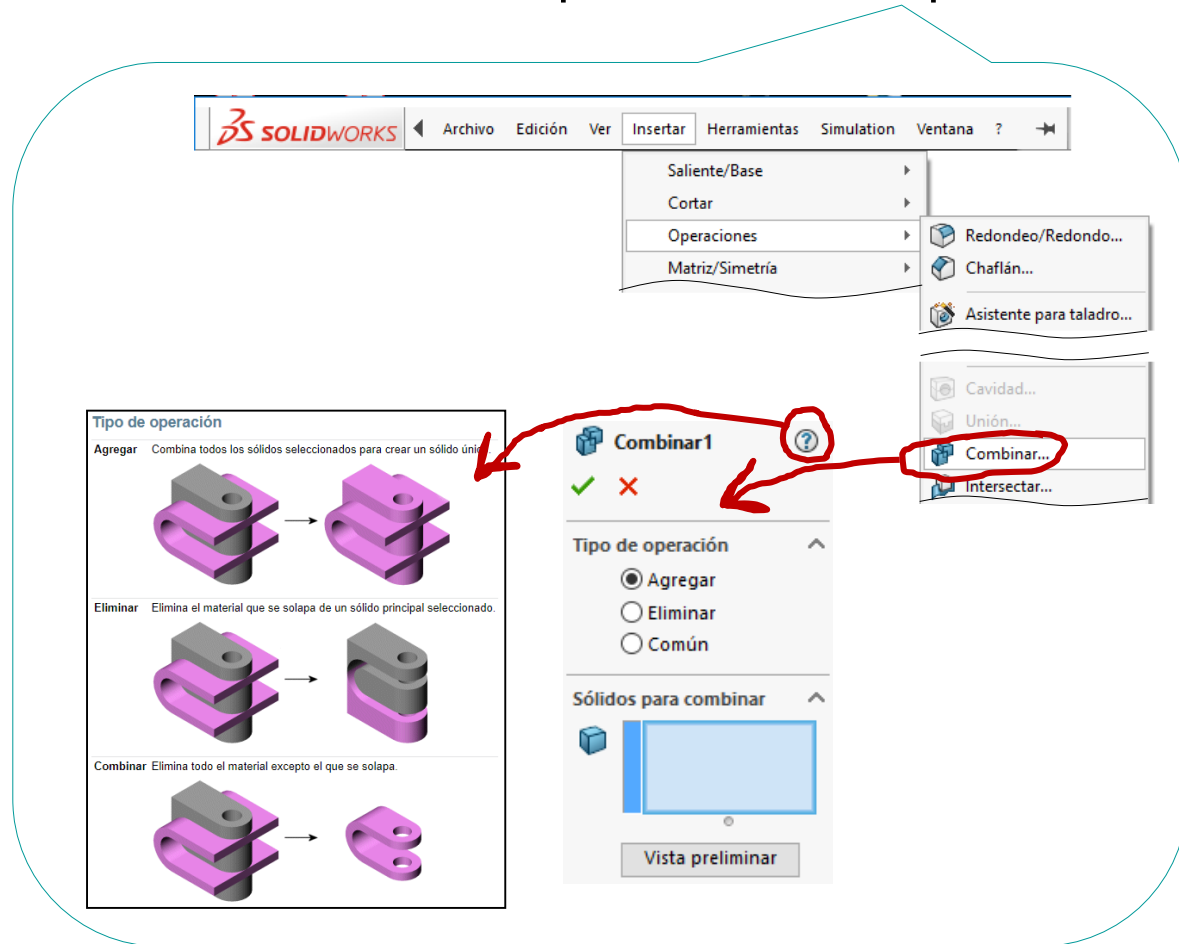 SOLIDWORKS Archivo Edición Ver Insertar Herramientas Simulation Ventana ?
Saliente/Base
Cortar
Operaciones
Matriz/Simetría
Redondeo/Redondo...
Chaflán...
Asistente para taladro...
Cavidad...
Unión...
Combinar...
Intersectar...
Tipo de operación
Agregar Combina todos los sólidos seleccionados para crear un sólido único.
Eliminar Elimina el material que se solapa de un sólido principal seleccionado.
Combinar Elimina todo el material excepto el que se solapa.
Combinar1 ?
Tipo de operación
Agregar
Eliminar
Común
Sólidos para combinar
Vista preliminar